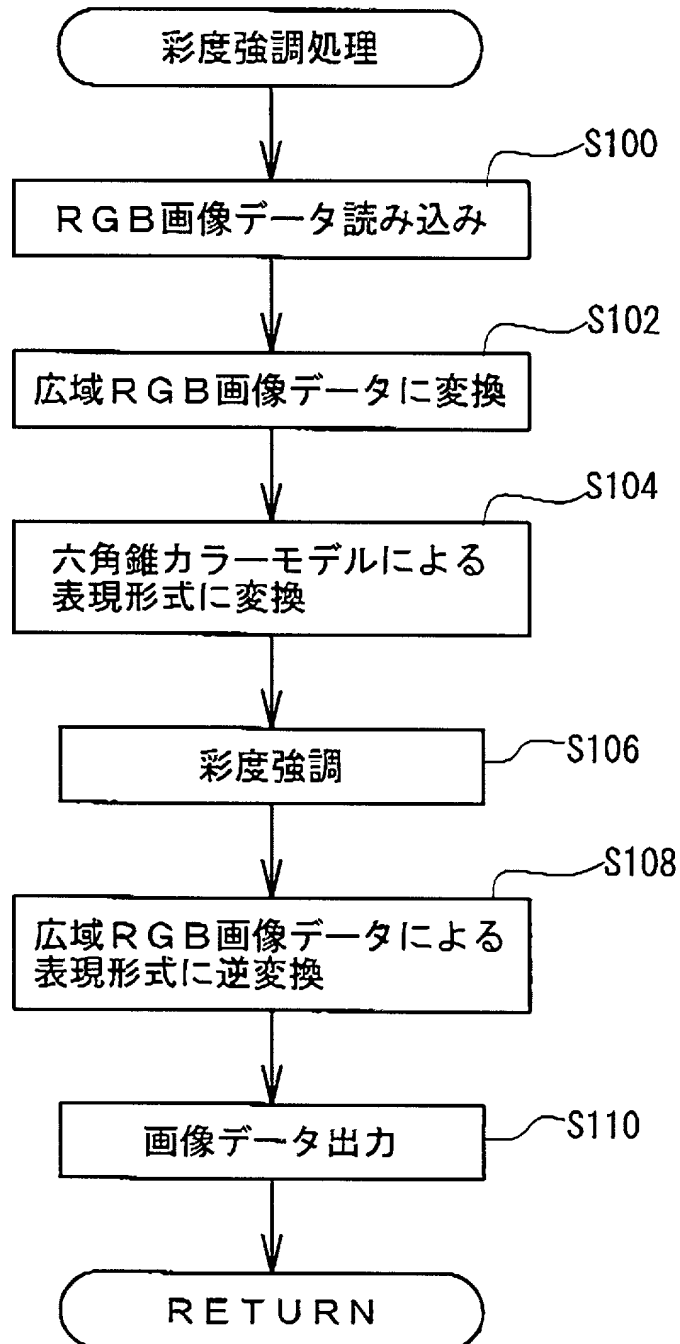 彩度強調処理
S100
RGB画像データ読み込み
S102
広域RGB画像データに変換
S104
六角錐カラーモデルによる
表現形式に変換
S106
彩度強調
S108
広域RGB画像データによる
表現形式に逆変換
S110
画像データ出力
RETURN